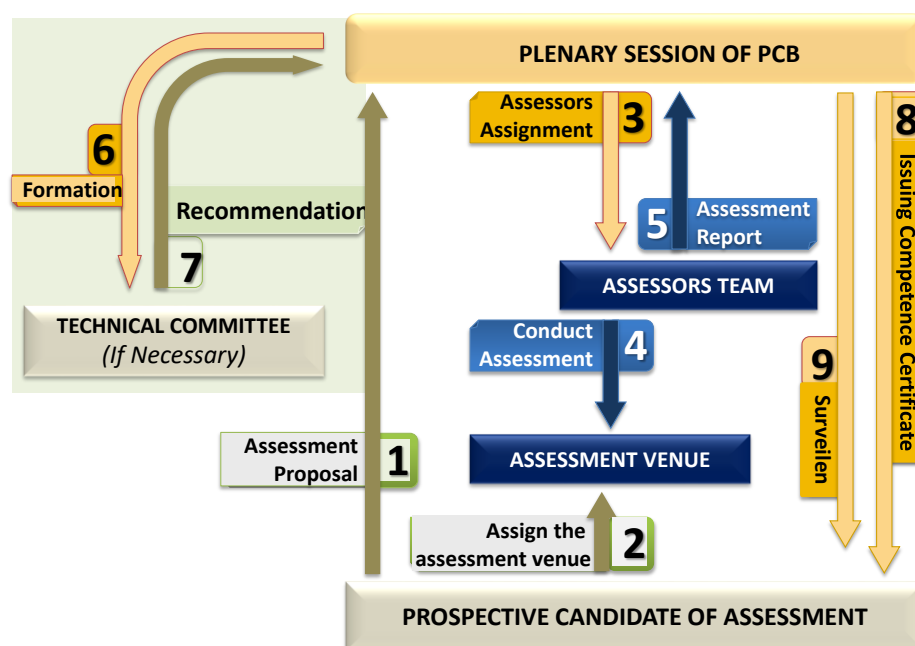 PLENARY SESSION OF PCB
Assessors
Assignment
3
8
6
Formation
Recommendation
7
5
Assessment
Report
Issuing Competence Certificate
ASSESSORS TEAM
TECHNICAL COMMITTEE
(If Necessary)
Conduct
Assessment
4
9
Surveilen
Assessment
Proposal
1
ASSESSMENT VENUE
Assign the
assessment venue
2
PROSPECTIVE CANDIDATE OF ASSESSMENT